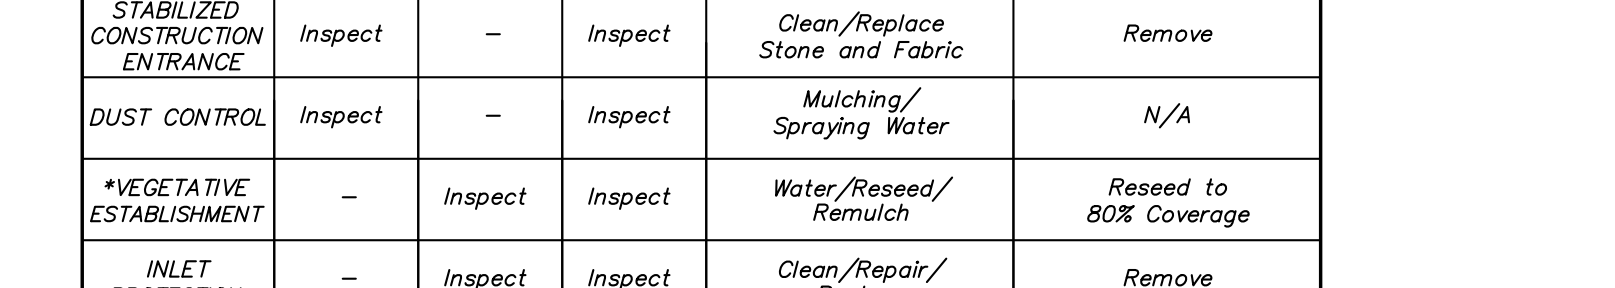 STABILIZED
CONSTRUCTION
ENTRANCE
Inspect
–
Inspect
Clean/Replace
Stone and Fabric
Remove
DUST CONTROL
Inspect
–
Inspect
Mulching/
Spraying Water
N/A
*VEGETATIVE
ESTABLISHMENT
–
Inspect
Inspect
Water/Reseed/
Remulch
Reseed to
80% Coverage
INLET
–
Inspect
Inspect
Clean/Repair/
Remove